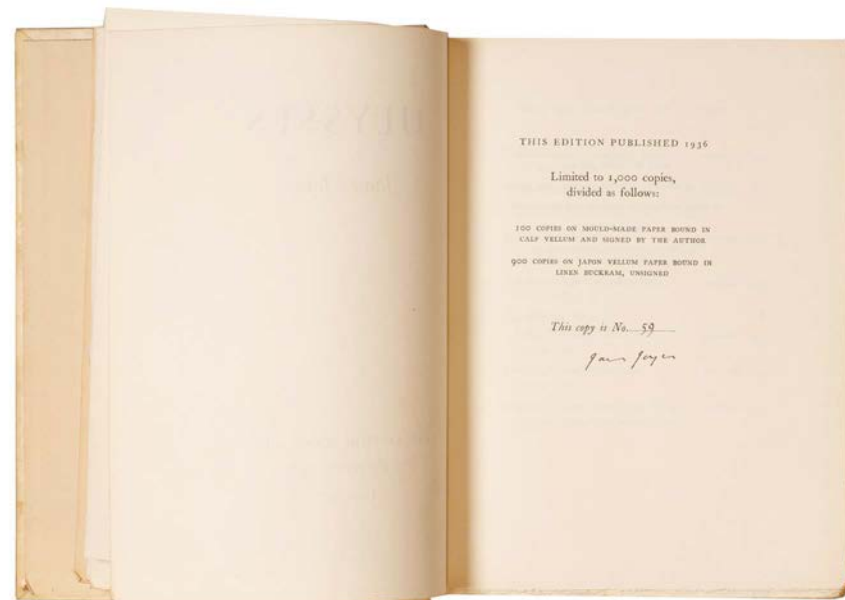 ULYSSES
THIS EDITION PUBLISHED 1936
Limited to 1,000 copies,
divided as follows:
100 COPIES ON MOULD-MADE PAPER BOUND IN
CALF VELLUM AND SIGNED BY THE AUTHOR
900 COPIES ON JAPON VELLUM PAPER BOUND IN
LINEN BUCKRAM, UNSIGNED
This copy is No. 59
James Joyce